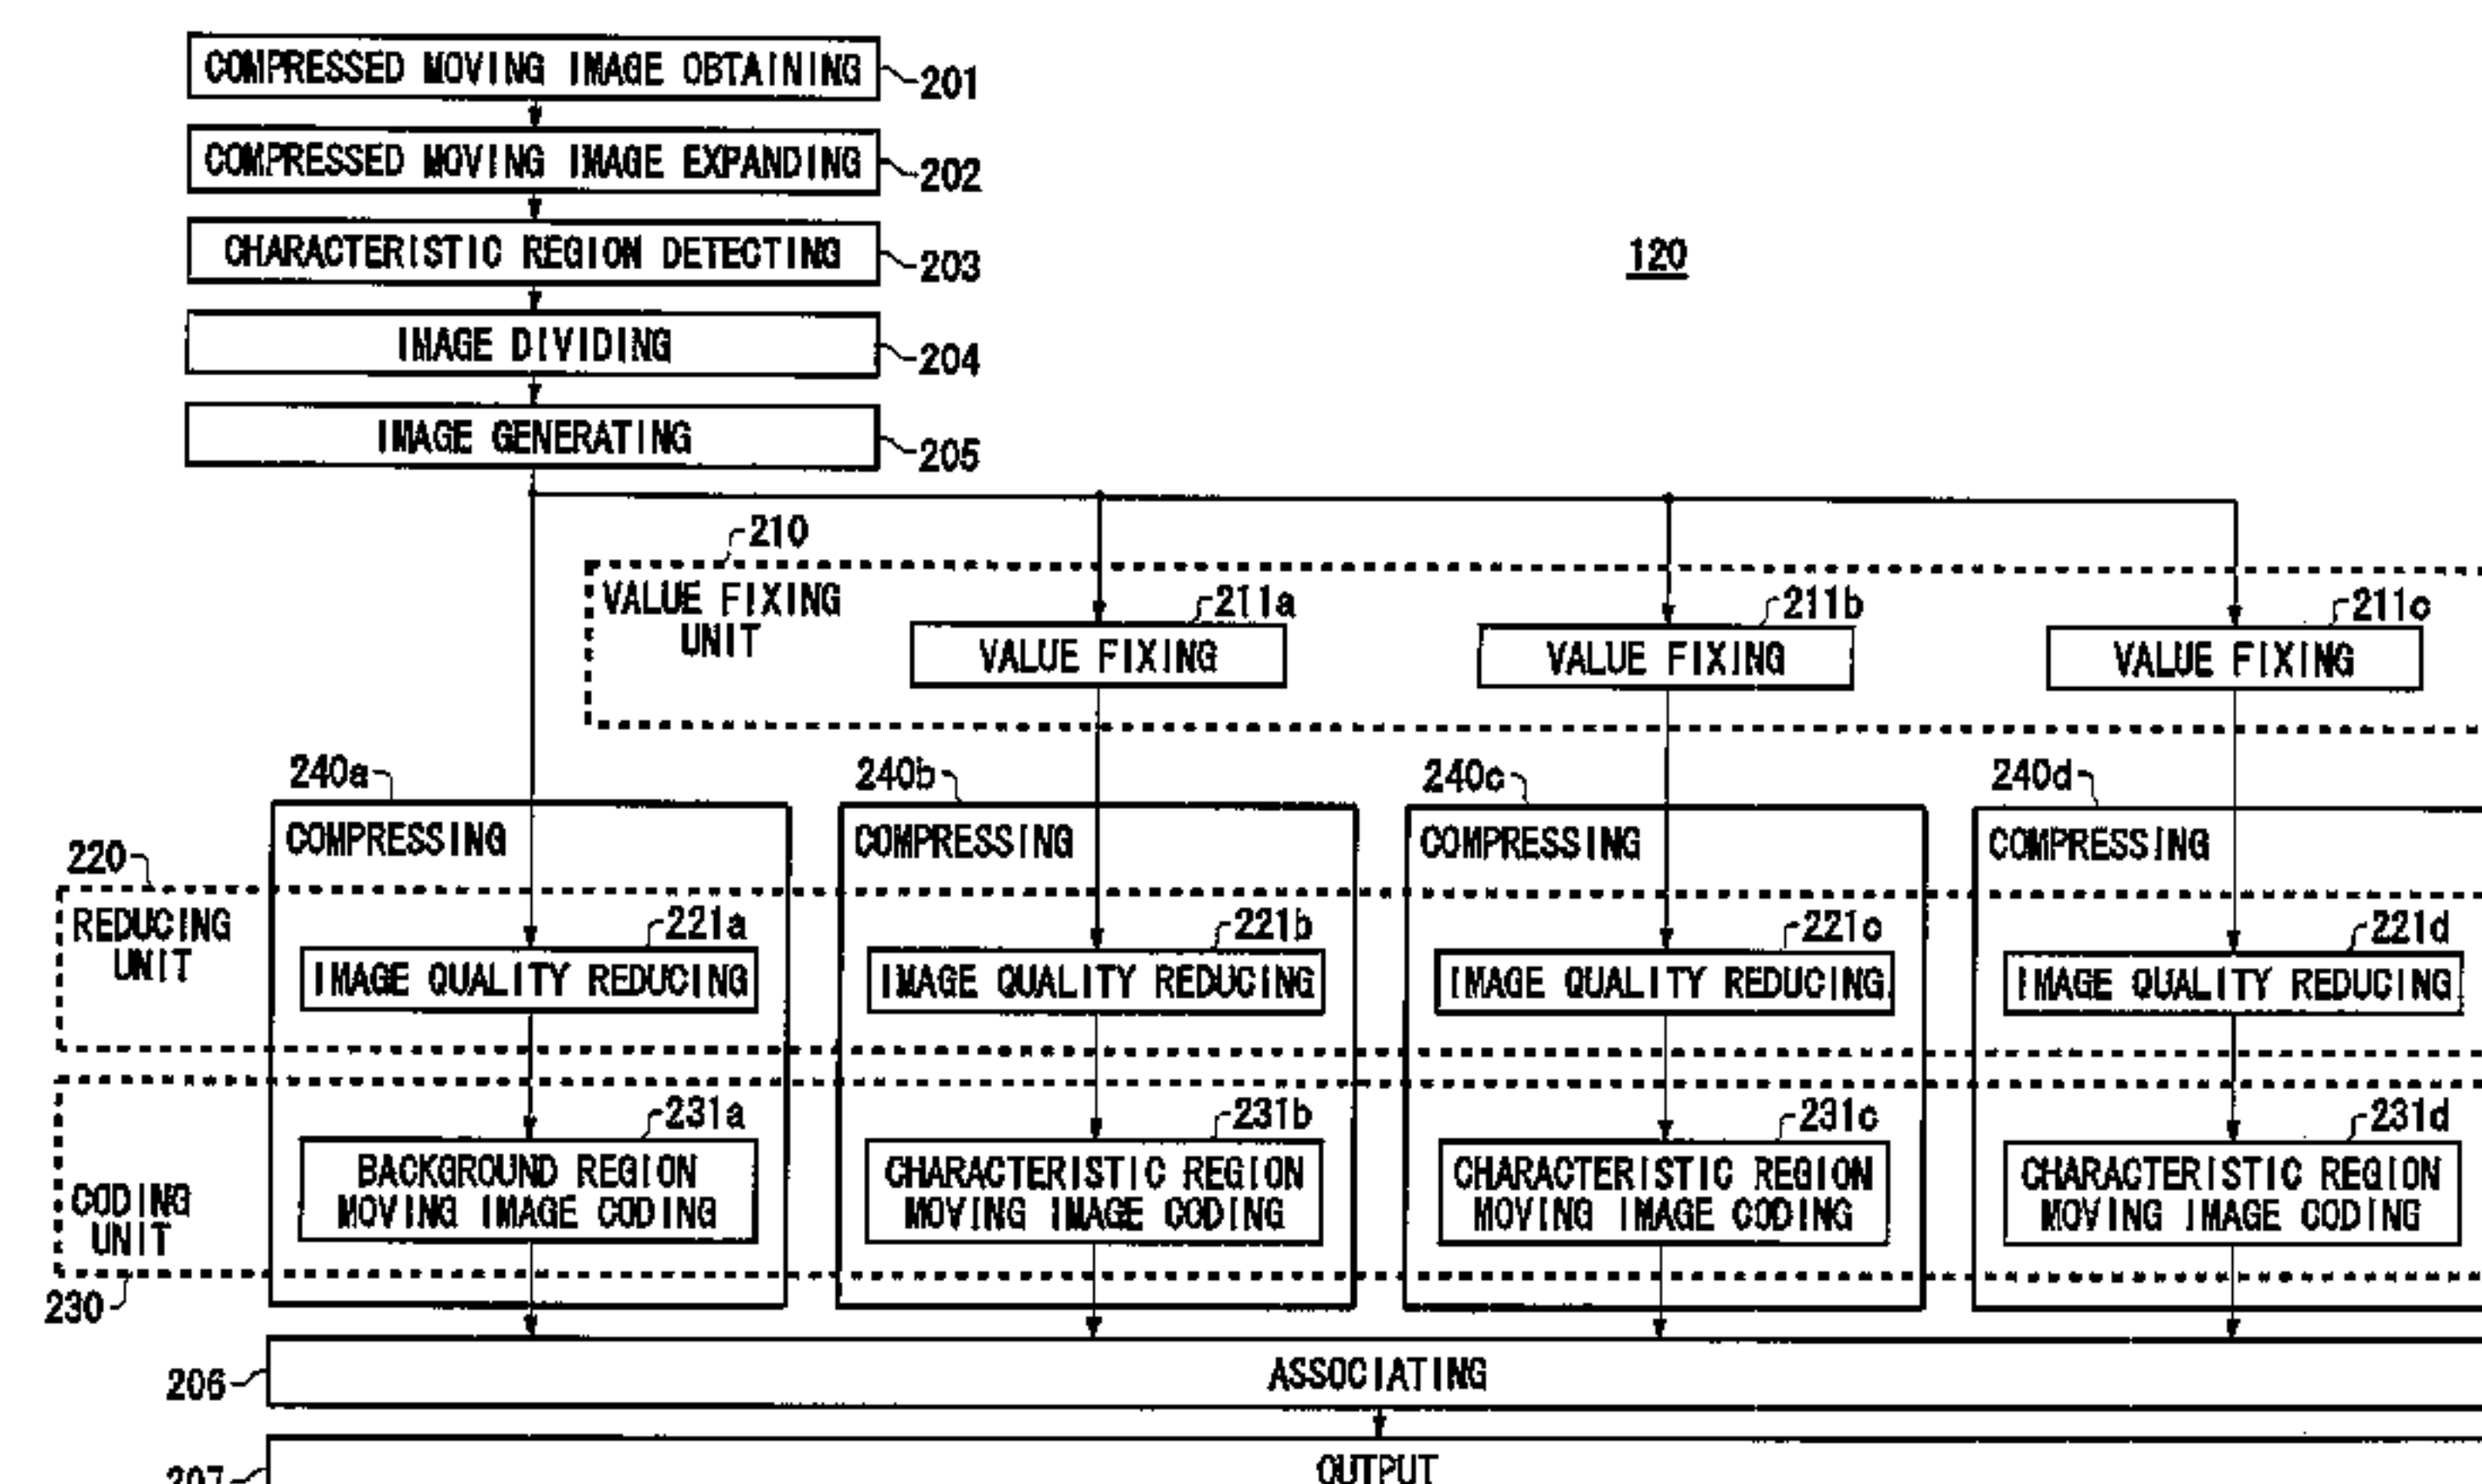 COMPRESSED MOVING IMAGE OBTAINING
201
COMPRESSED MOVING IMAGE EXPANDING
202
CHARACTERISTIC REGION DETECTING
203
120
IMAGE DIVIDING
204
IMAGE GENERATING
205
210
VALUE FIXING
UNIT
211a
VALUE FIXING
211b
VALUE FIXING
211c
VALUE FIXING
240a
COMPRESSING
240b
COMPRESSING
240c
COMPRESSING
240d
COMPRESSING
220
REDUCING
UNIT
221a
IMAGE QUALITY REDUCING
221b
IMAGE QUALITY REDUCING
221c
IMAGE QUALITY REDUCING
221d
IMAGE QUALITY REDUCING
CODING
UNIT
230
231a
BACKGROUND REGION
MOVING IMAGE CODING
231b
CHARACTERISTIC REGION
MOVING IMAGE CODING
231c
CHARACTERISTIC REGION
MOVING IMAGE CODING
231d
CHARACTERISTIC REGION
MOVING IMAGE CODING
206
ASSOCIATING
207
OUTPUT